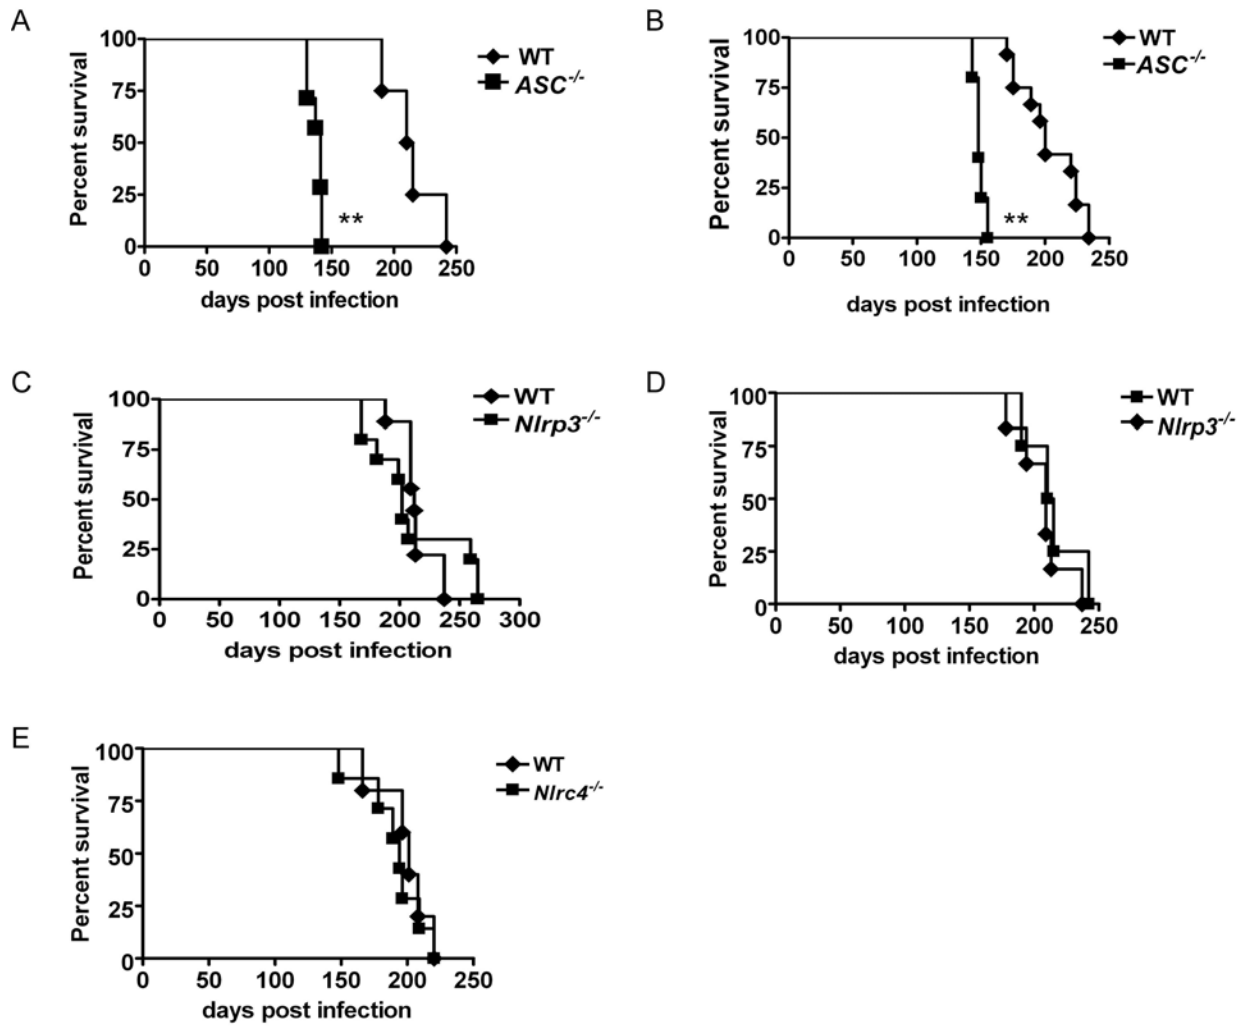 A
Percent survival
100
75
50
25
0
0 50 100 150 200 250
days post infection
WT
ASC-/-
**
B
Percent survival
100
75
50
25
0
0 50 100 150 200 250
days post infection
WT
ASC-/-
**
C
Percent survival
100
75
50
25
0
0 50 100 150 200 250 300
days post infection
WT
Nlrp3-/-
D
Percent survival
100
75
50
25
0
0 50 100 150 200 250
days post infection
WT
Nlrp3-/-
E
Percent survival
100
75
50
25
0
0 50 100 150 200 250
days post infection
WT
Nlrc4-/-